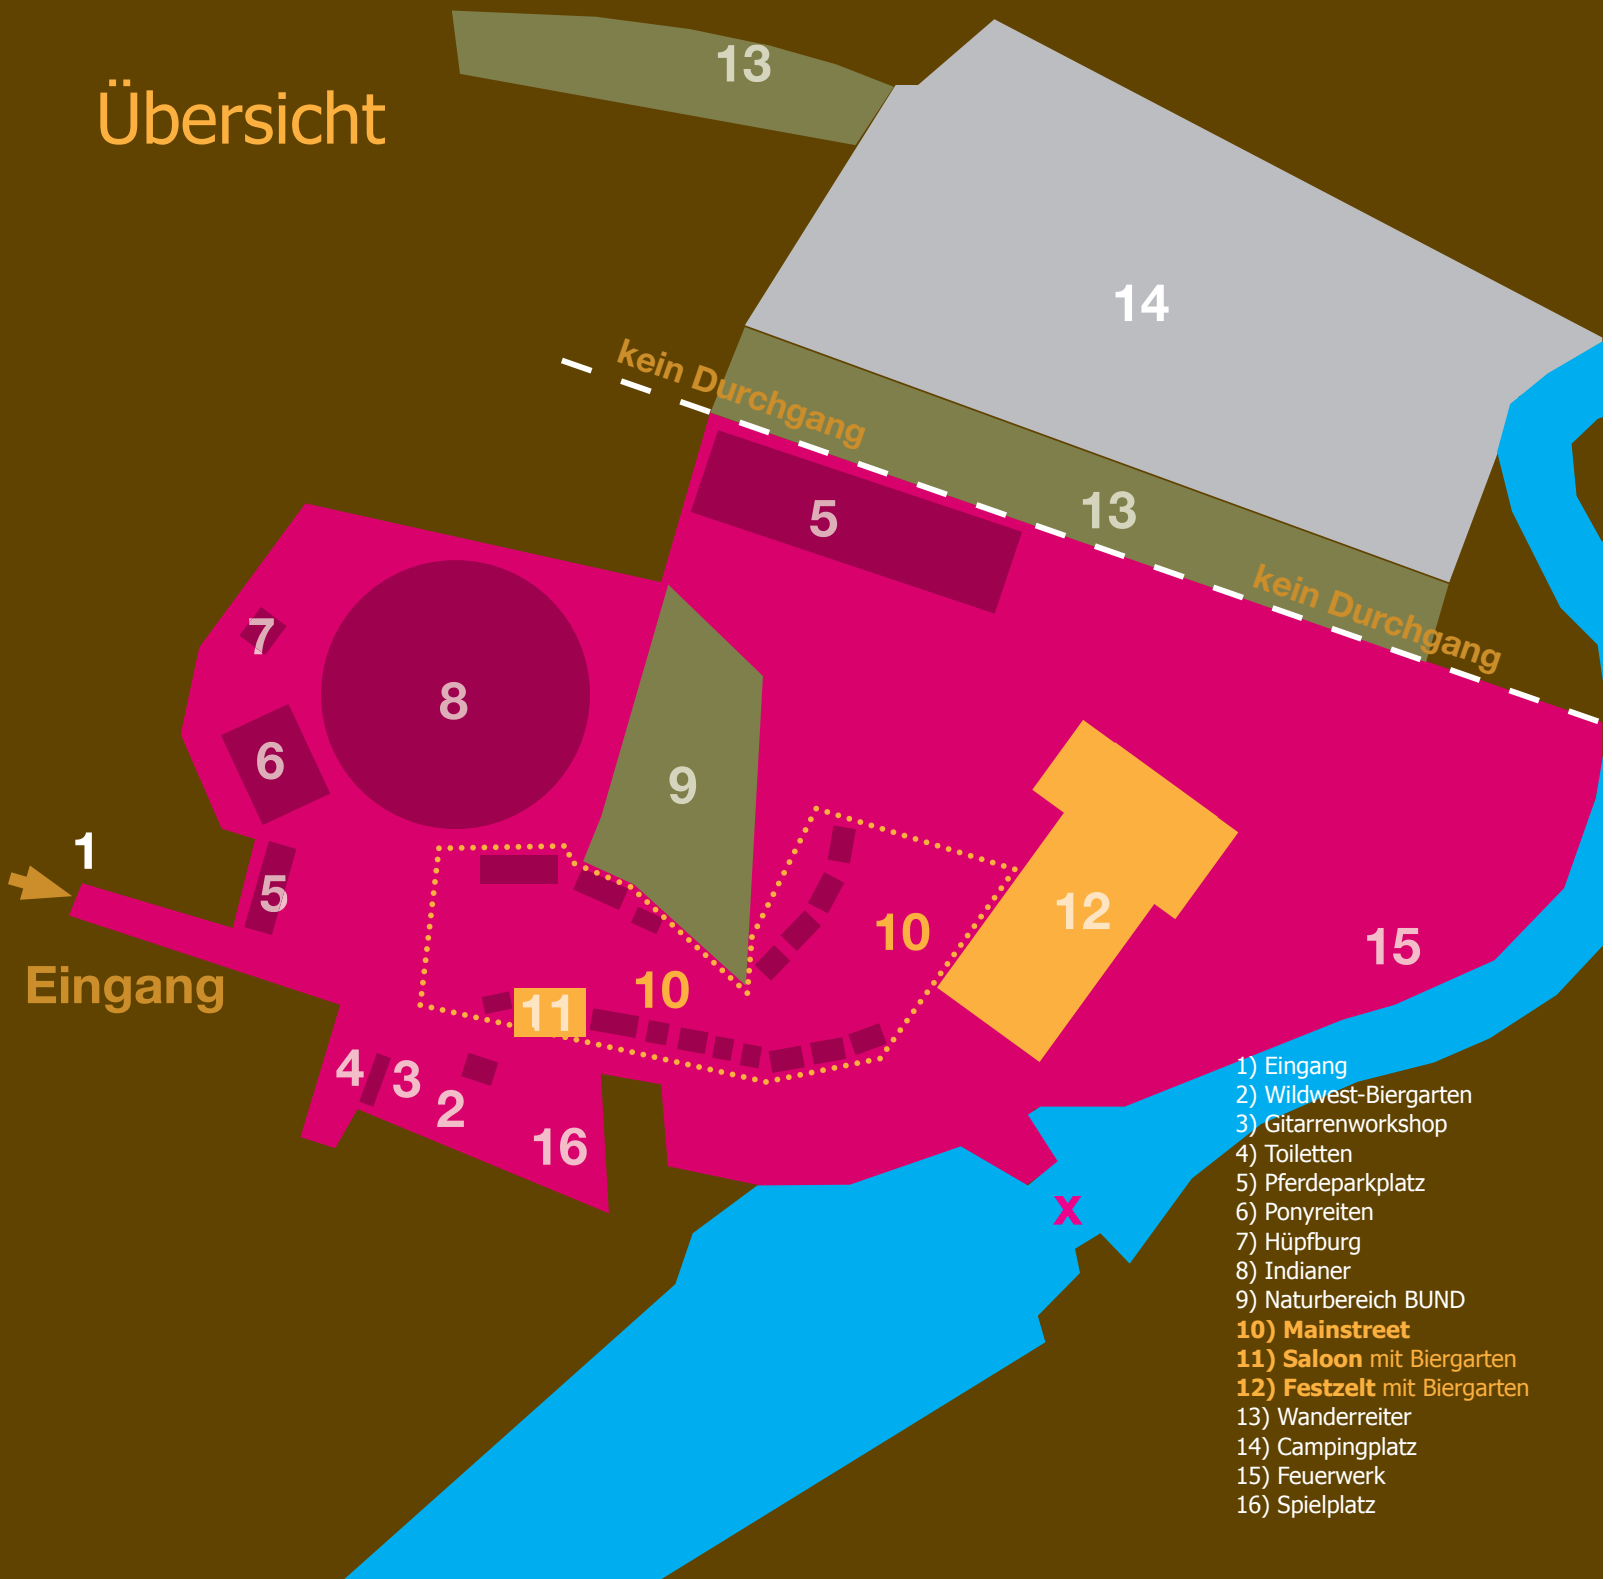 Übersicht
13
14
kein Durchgang
13
5
kein Durchgang
7
8
6
9
1
5
12
10
15
Eingang
10
11
4
3
2
16
x
1) Eingang
2) Wildwest-Biergarten
3) Gitarrenworkshop
4) Toiletten
5) Pferdeparkplatz
6) Ponyreiten
7) Hüpfburg
8) Indianer
9) Naturbereich BUND
10) Mainstreet
11) Saloon mit Biergarten
12) Festzelt mit Biergarten
13) Wanderreiter
14) Campingplatz
15) Feuerwerk
16) Spielplatz